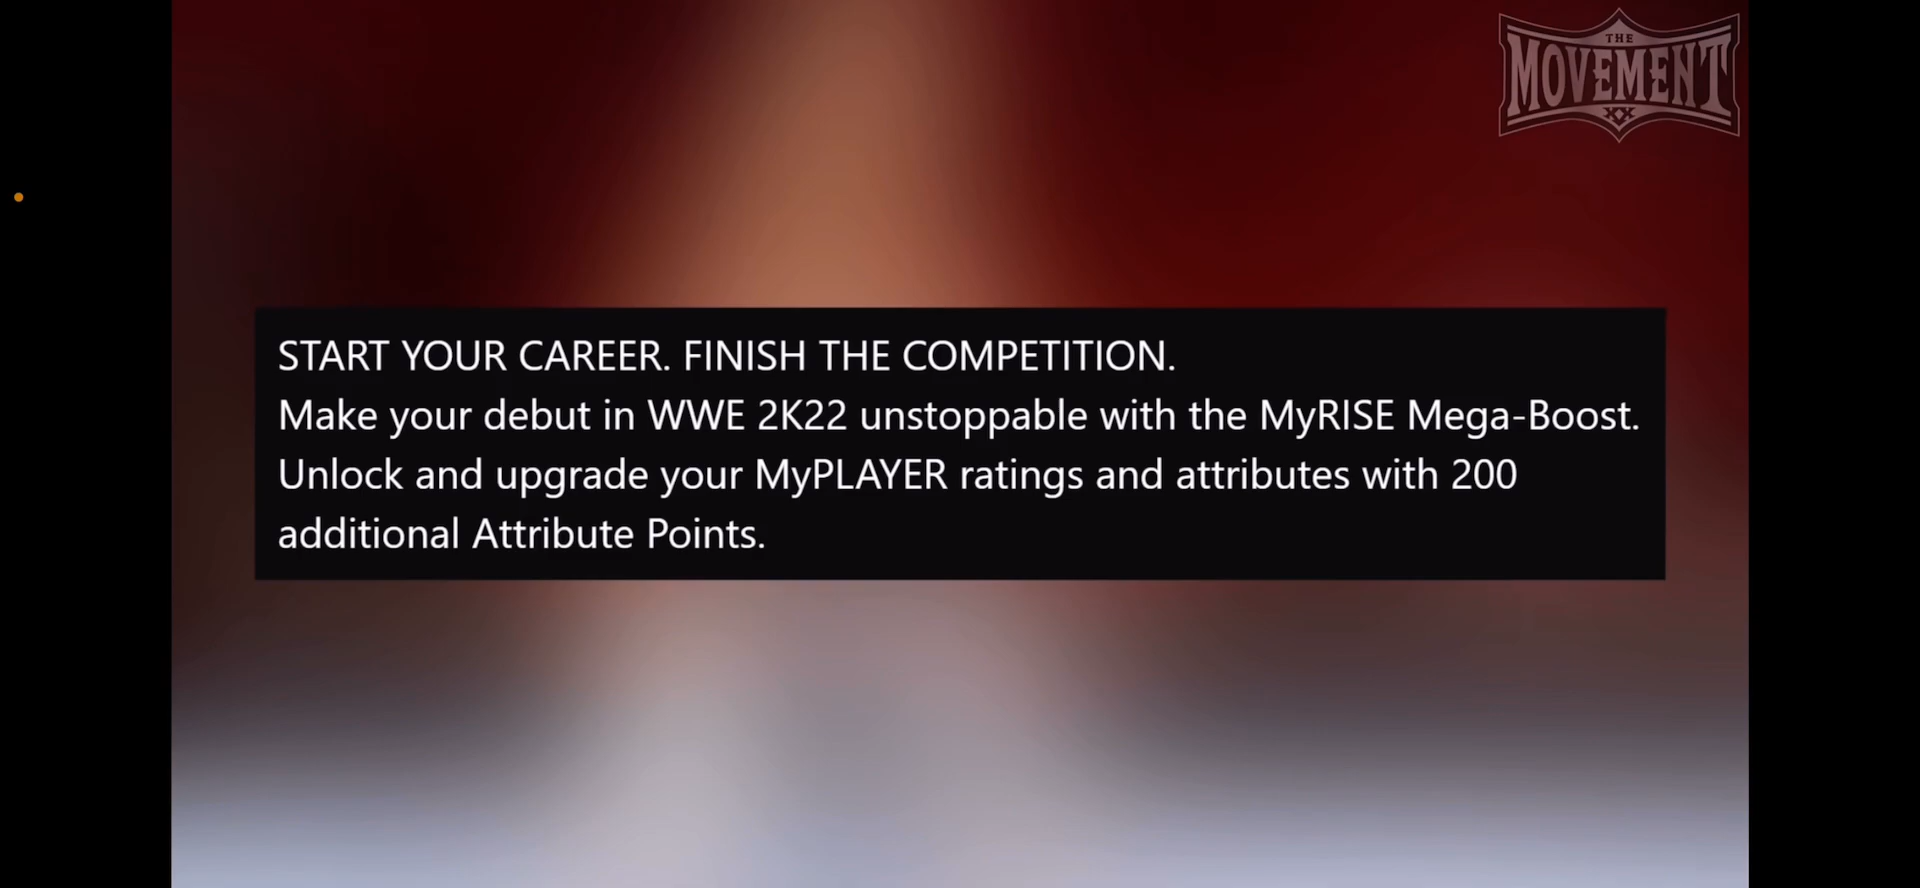 THE
MOVEMENT
XX
START YOUR CAREER. FINISH THE COMPETITION.
Make your debut in WWE 2K22 unstoppable with the MyRISE Mega-Boost.
Unlock and upgrade your MyPLAYER ratings and attributes with 200
additional Attribute Points.